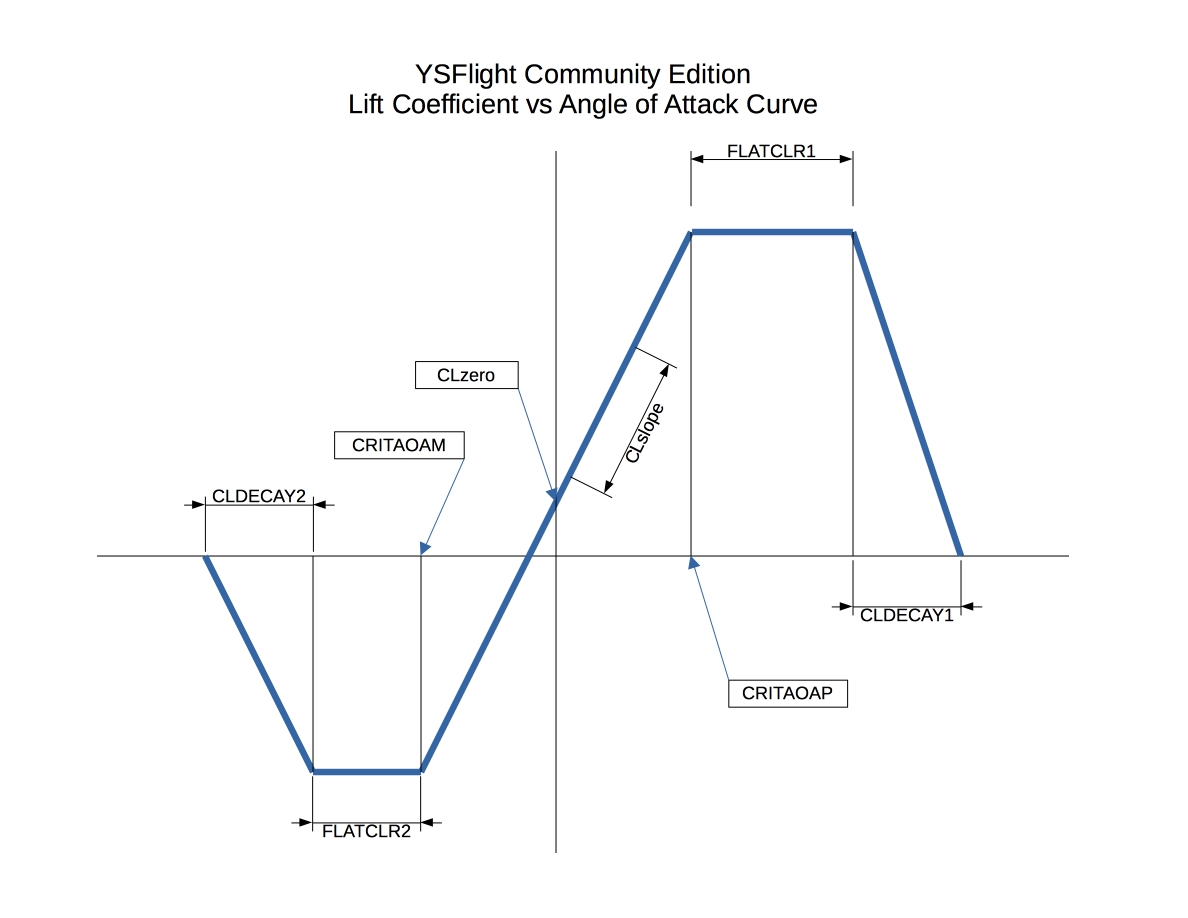 YSFlight Community Edition
Lift Coefficient vs Angle of Attack Curve
FLATCLR1
CLzero
CLslope
CRITAOAM
CLDECAY2
CLDECAY1
CRITAOAP
FLATCLR2